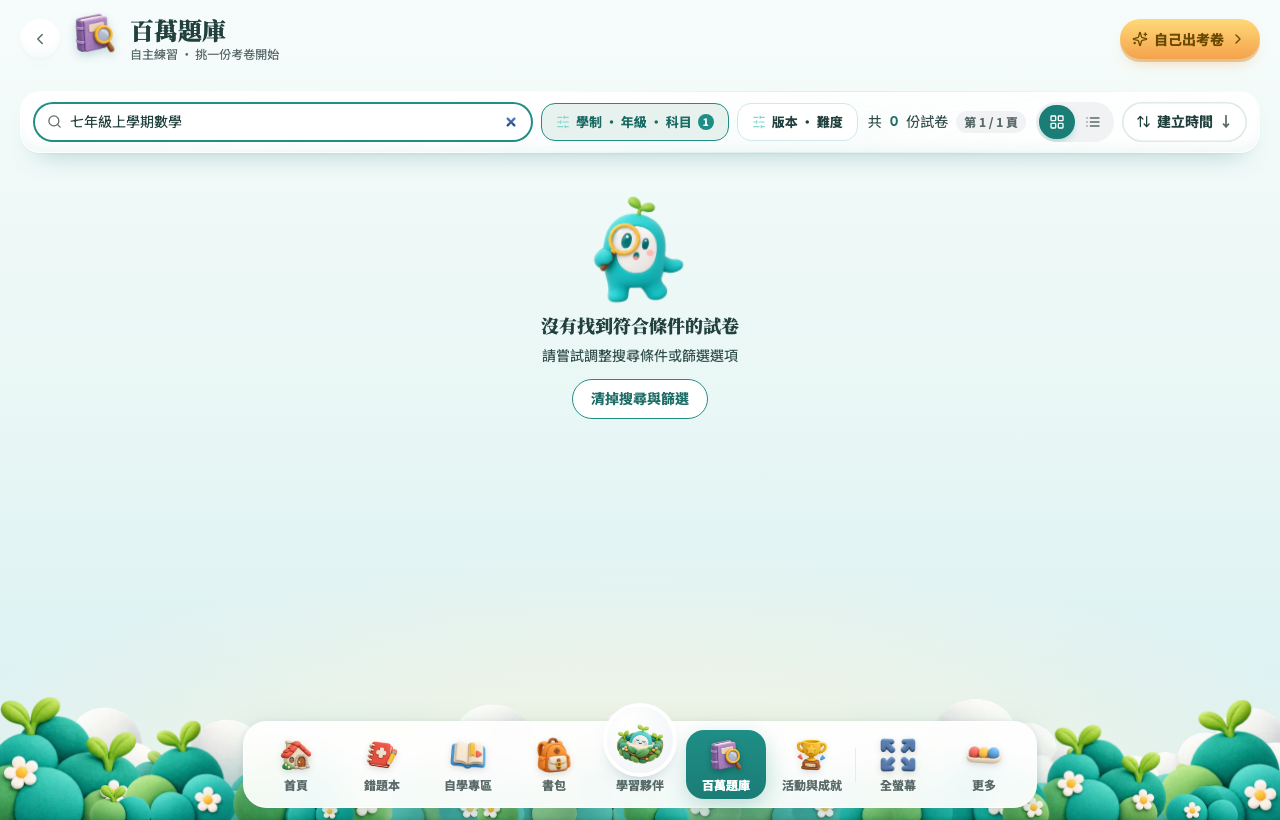 百萬題庫
自主練習 · 挑一份考卷開始
自己出考卷
七年級上學期數學
學制 · 年級 · 科目 1
版本 · 難度
共 0 份試卷
第 1 / 1 頁
建立時間 ↓
沒有找到符合條件的試卷
請嘗試調整搜尋條件或篩選選項
清掉搜尋與篩選
首頁
錯題本
自學專區
書包
學習夥伴
百萬題庫
活動與成就
全螢幕
更多